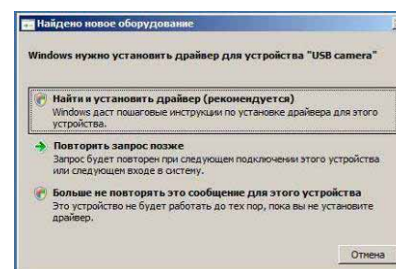 Найдено новое оборудование
Windows нужно установить драйвер для устройства "USB camera"
Найти и установить драйвер (рекомендуется)
Windows даст пошаговые инструкции по установке драйвера для этого
устройства.
Повторить запрос позже
Запрос будет повторен при следующем подключении этого устройства
или следующем входе в систему.
Больше не повторять это сообщение для этого устройства
Это устройство не будет работать до тех пор, пока вы не установите
драйвер.
Отмена